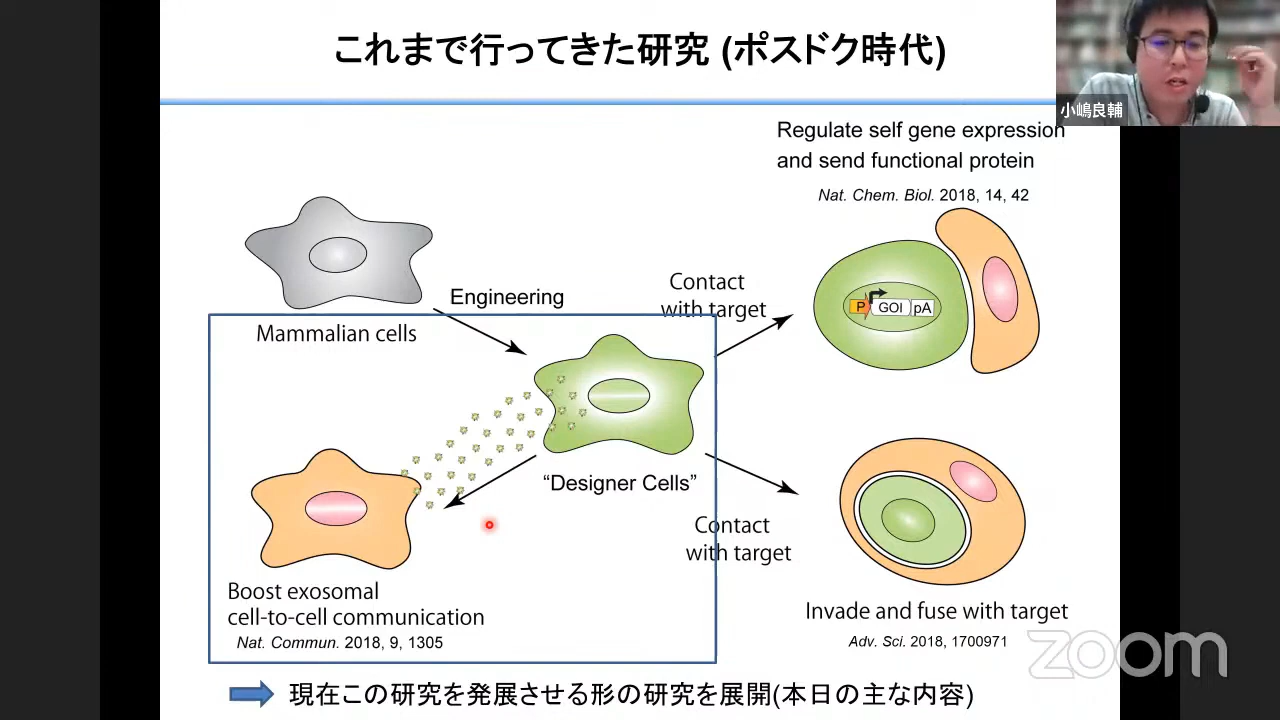 これまで行ってきた研究 (ポスドク時代)
小嶋良輔
Regulate self gene expression
and send functional protein
Nat. Chem. Biol. 2018, 14, 42
Engineering
Contact
with target
P GOI pA
Mammalian cells
“Designer Cells”
Contact
with target
Boost exosomal
cell-to-cell communication
Nat. Commun. 2018, 9, 1305
Invade and fuse with target
Adv. Sci. 2018, 1700971
zoom
現在この研究を発展させる形の研究を展開(本日の主な内容)